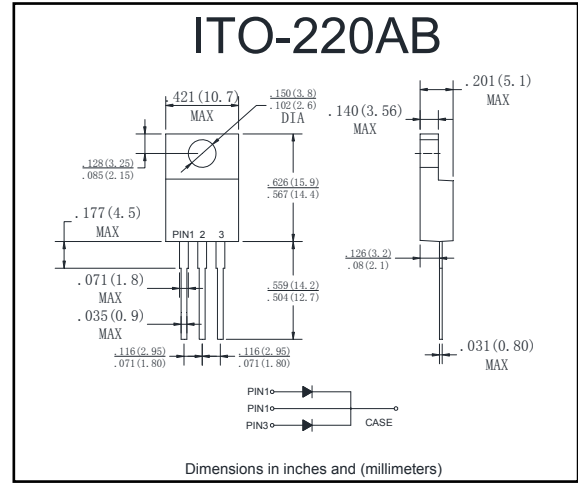 ITO-220AB
.421(10.7)
MAX
.150(3.8)
.102(2.6)
DIA
.201(5.1)
MAX
.140(3.56)
MAX
.128(3.25)
.085(2.15)
.626(15.9)
.567(14.4)
.177(4.5)
MAX
PIN1 2 3
.126(3.2)
.08(2.1)
.071(1.8)
MAX
.559(14.2)
.504(12.7)
.035(0.9)
MAX
.031(0.80)
MAX
.116(2.95)
.071(1.80)
.116(2.95)
.071(1.80)
PIN1
PIN1
PIN3
CASE
Dimensions in inches and (millimeters)